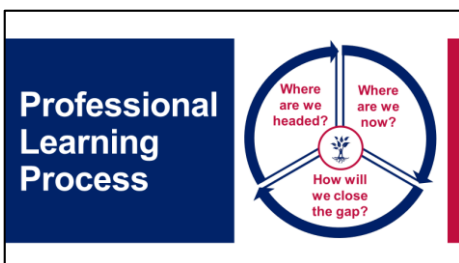 Professional
Learning
Process
Where
are we
headed?
Where
are we
now?
How will
we close
the gap?